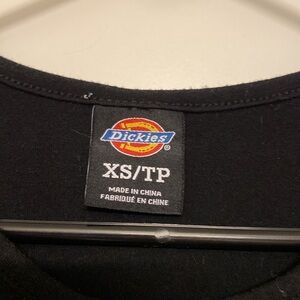 Dickies®
XS/TP
MADE IN CHINA
FABRIQUÉ EN CHINE